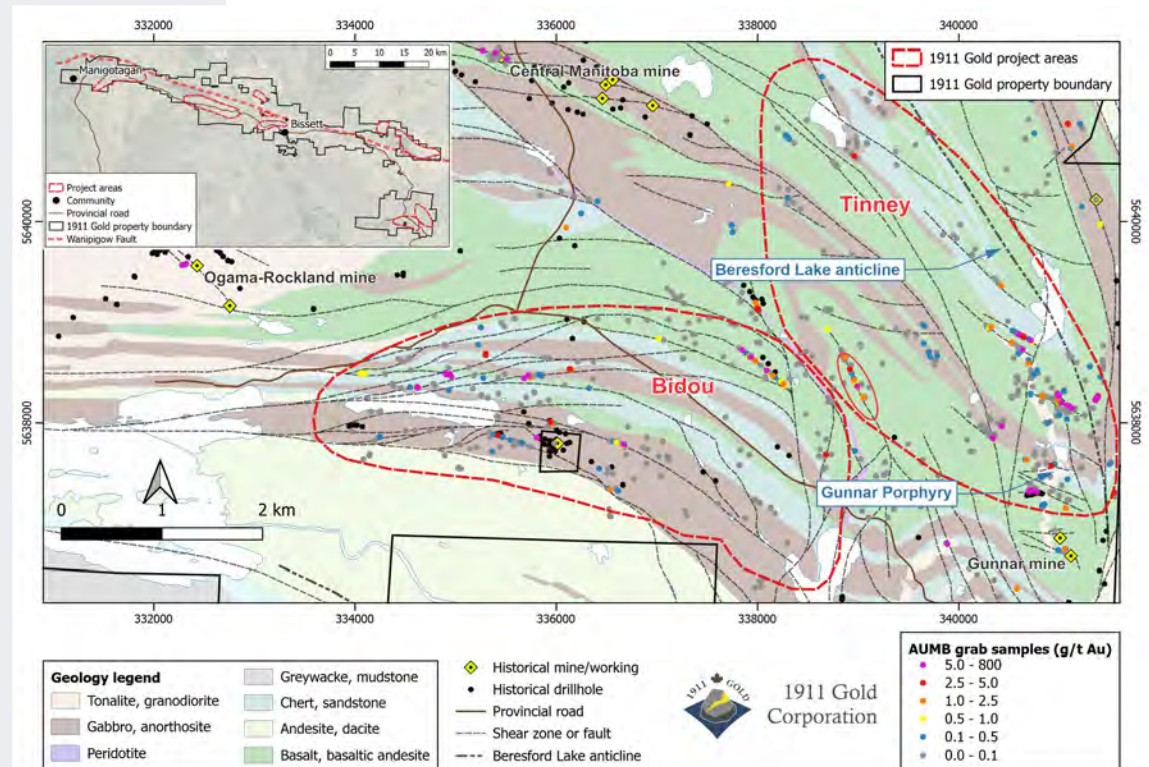 332000
334000
336000
338000
340000
0 5 10 15 20 km
Manigotagan
Bissett
Project areas
Community
Provincial road
1911 Gold property boundary
Wanipigow Fault
1911 Gold project areas
1911 Gold property boundary
Central Manitoba mine
Tinney
5640000
5640000
Beresford Lake anticline
Ogama-Rockland mine
Bidou
5638000
5638000
Gunnar Porphyry
0 1 2 km
Gunnar mine
332000
334000
336000
338000
340000
Geology legend
Tonalite, granodiorite
Gabbro, anorthosite
Peridotite
Greywacke, mudstone
Chert, sandstone
Andesite, dacite
Basalt, basaltic andesite
Historical mine/working
Historical drillhole
Provincial road
Shear zone or fault
Beresford Lake anticline
1911 GOLD
1911 Gold
Corporation
AUMB grab samples (g/t Au)
5.0 - 800
2.5 - 5.0
1.0 - 2.5
0.5 - 1.0
0.1 - 0.5
0.0 - 0.1